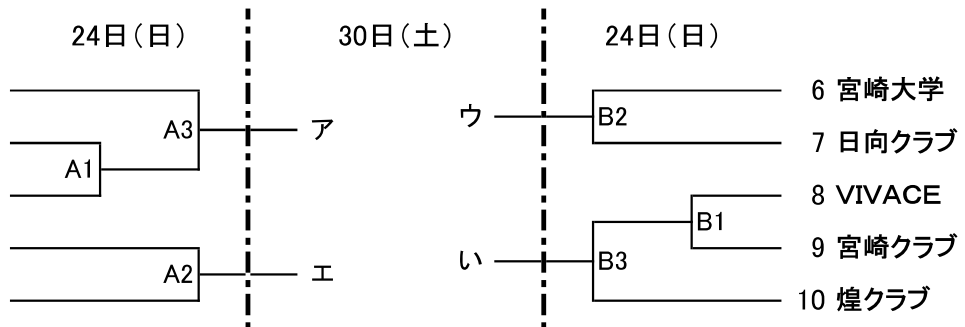 24日(日) 30日(土) 24日(日)
6 宮崎大学
ウ B2
A3 ア
7 日向クラブ
A1
8 VIVACE
B1
9 宮崎クラブ
い B3
A2 エ
10 煌クラブ